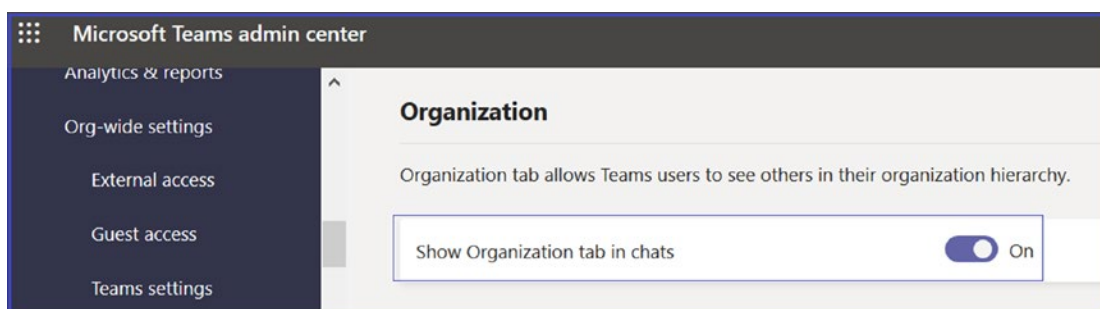 Microsoft Teams admin center
Analytics & reports
Org-wide settings
External access
Guest access
Teams settings
Organization
Organization tab allows Teams users to see others in their organization hierarchy.
Show Organization tab in chats On